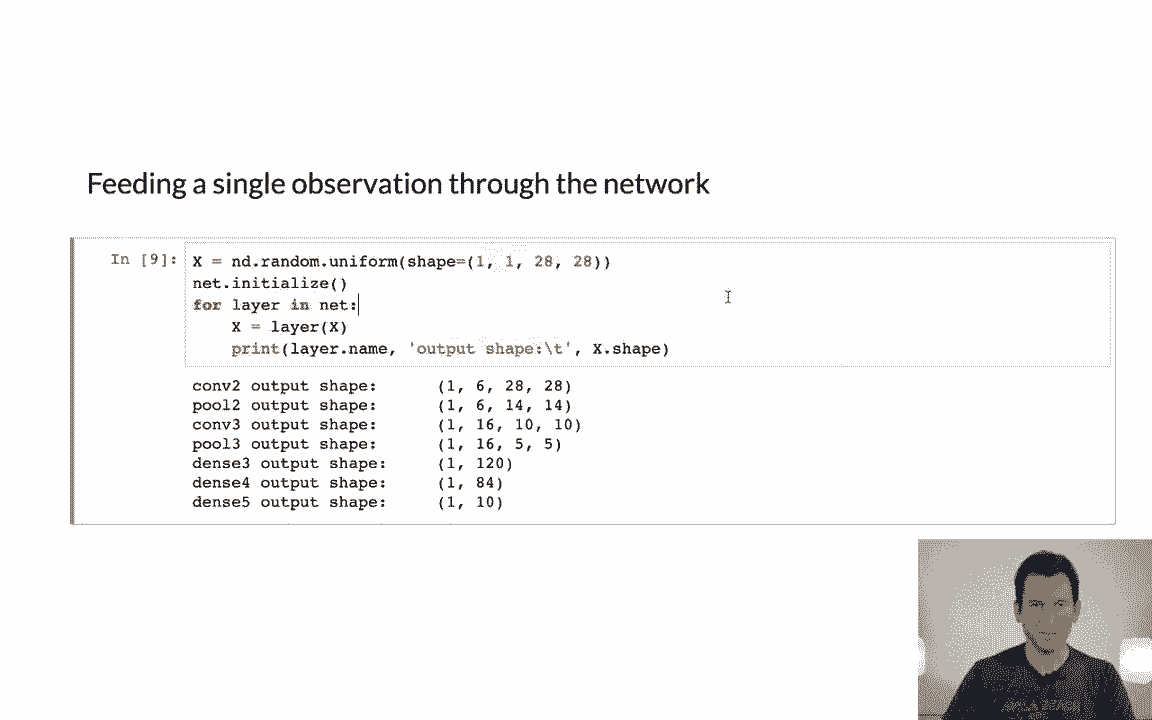 Feeding a single observation through the network
In [9]:
X = nd.random.uniform(shape=(1, 1, 28, 28))
net.initialize()
for layer in net:
    X = layer(X)
    print(layer.name, 'output shape:\t', X.shape)
conv2 output shape:	(1, 6, 28, 28)
pool2 output shape:	(1, 6, 14, 14)
conv3 output shape:	(1, 16, 10, 10)
pool3 output shape:	(1, 16, 5, 5)
dense3 output shape:	(1, 120)
dense4 output shape:	(1, 84)
dense5 output shape:	(1, 10)